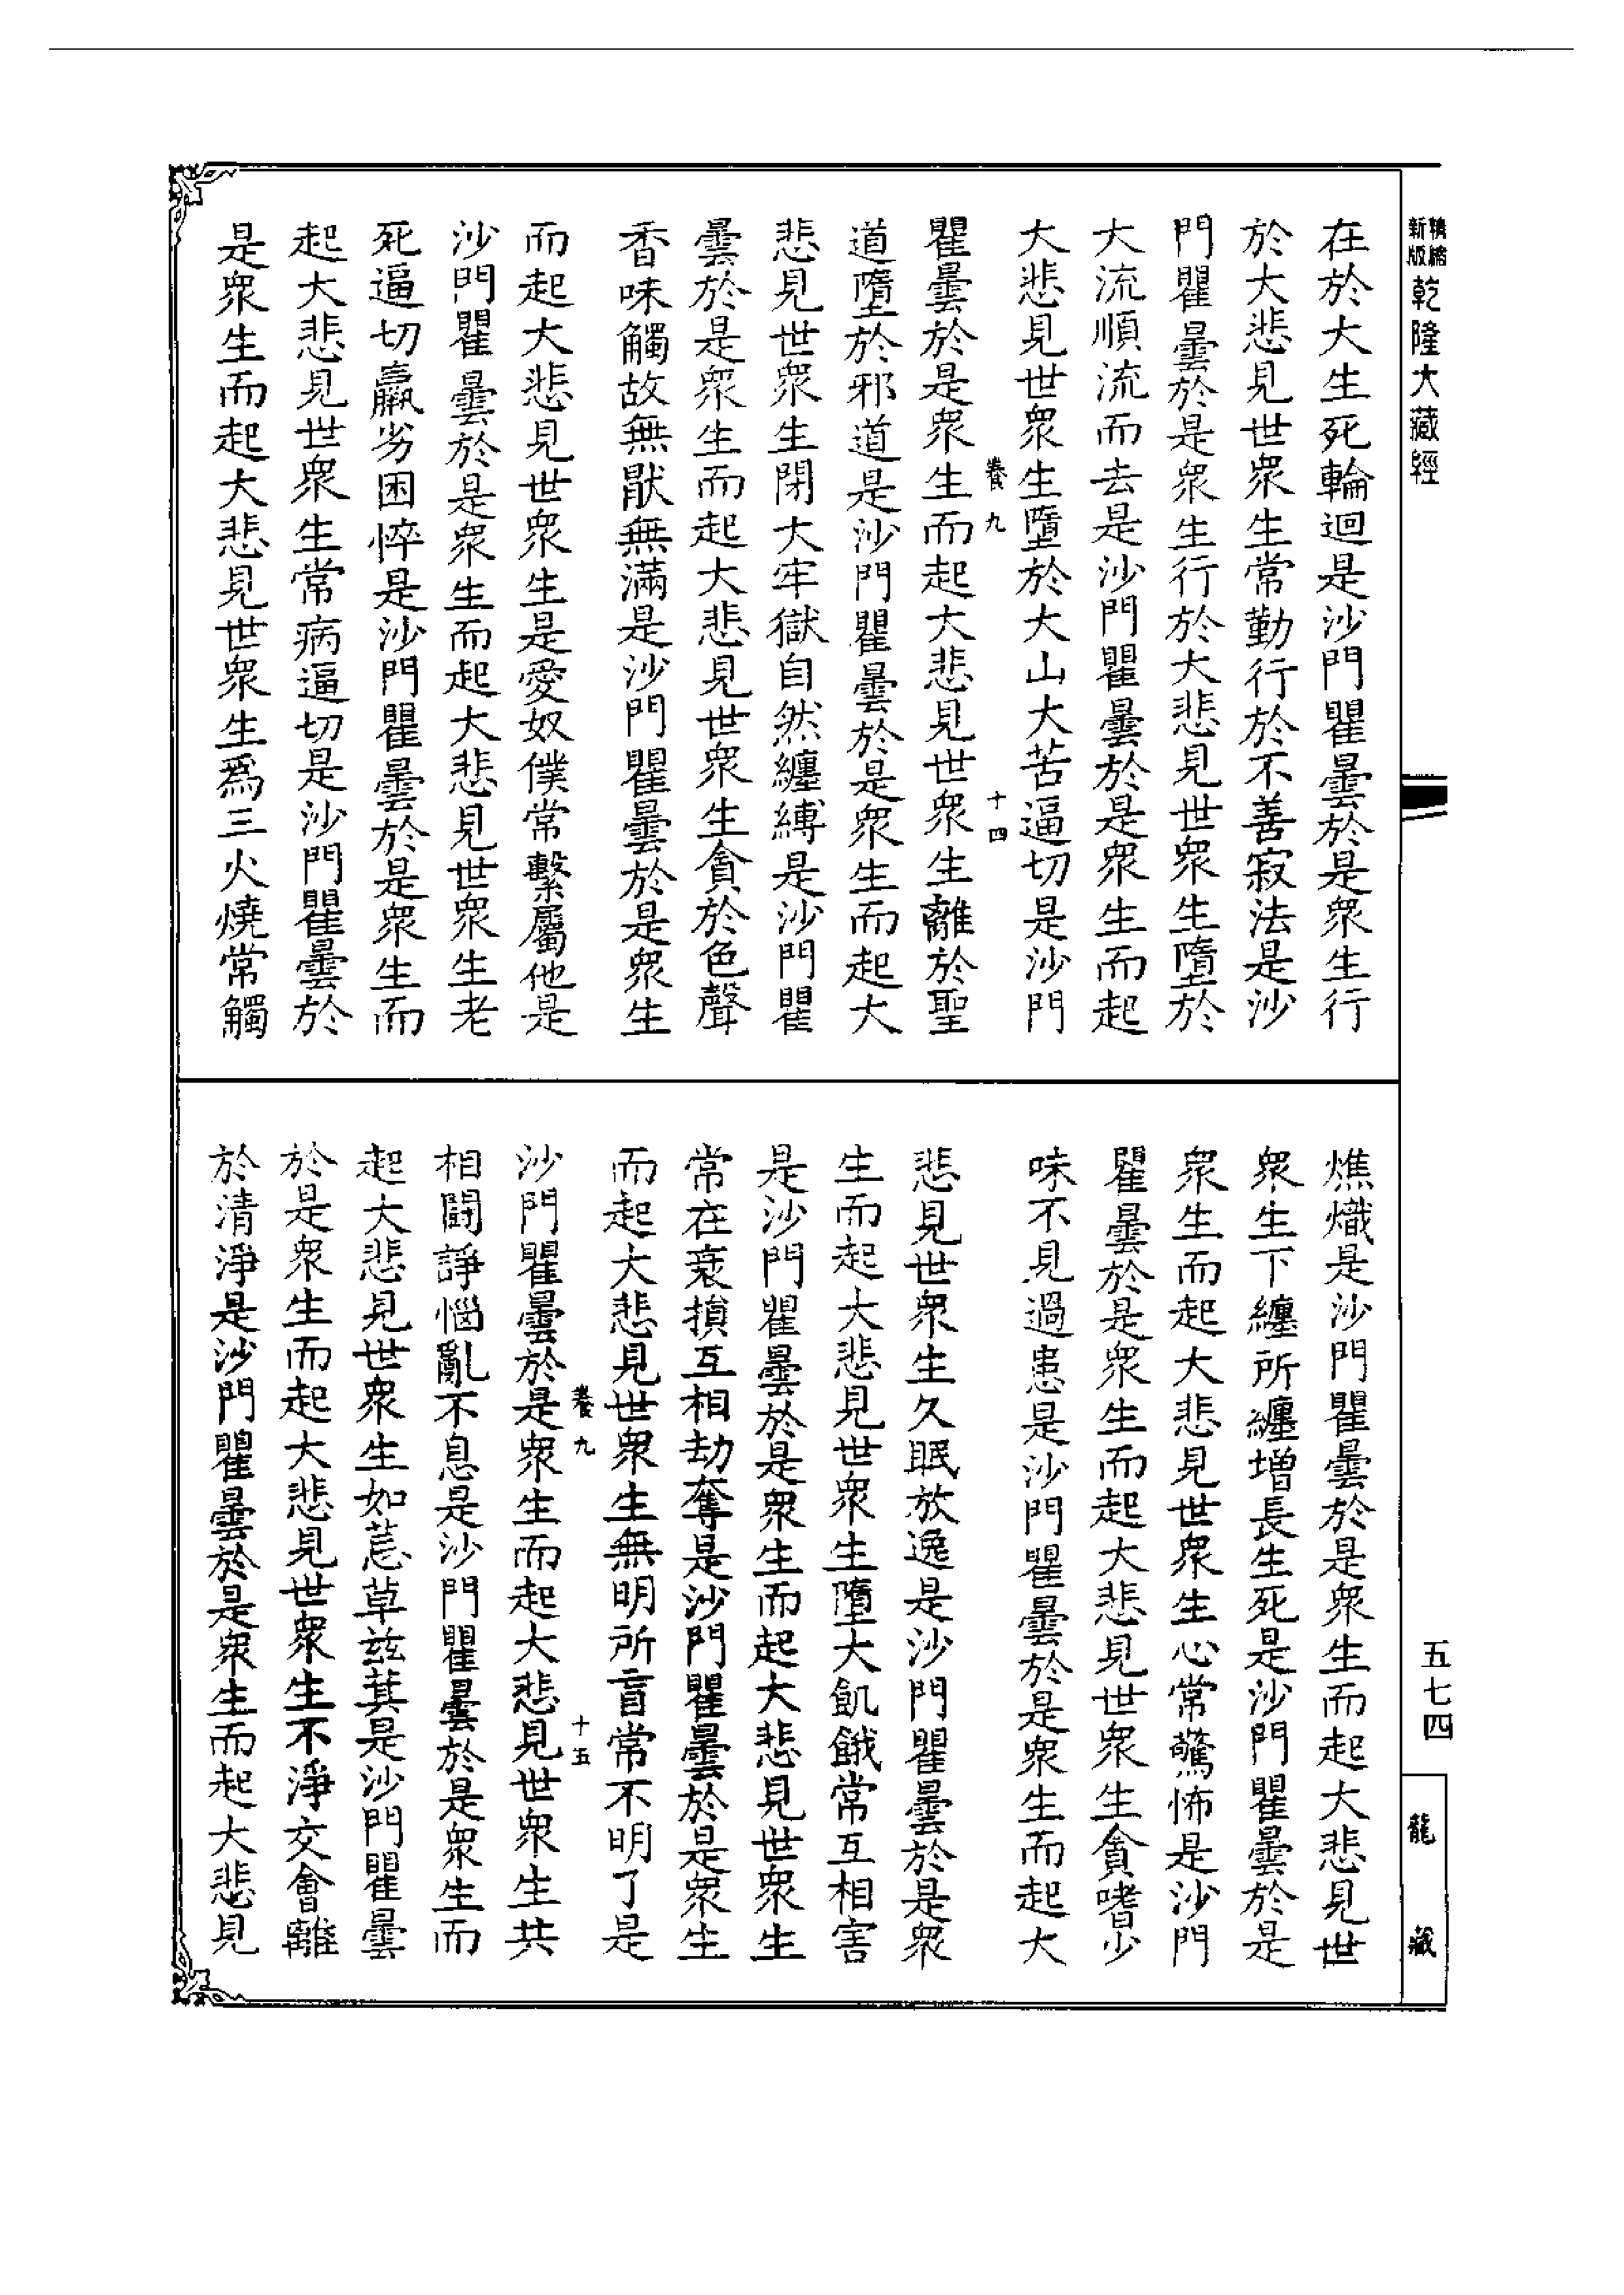 新版
乾隆大藏經
在於大生死輪迴是沙門瞿曇於是衆生行
於大悲見世衆生常勤行於不善寂法是沙
門瞿曇於是衆生行於大悲見世衆生墮於
大流順流而去是沙門瞿曇於是衆生而起
大悲見世衆生墮於大山大苦逼切是沙門
養九
十四
瞿曇於是衆生而起大悲見世衆生離於聖
道墮於邪道是沙門瞿曇於是衆生而起大
悲見世衆生閉大牢獄自然纏縛是沙門瞿
曇於是衆生而起大悲見世衆生貪於色聲
香味觸故無猒無滿是沙門瞿曇於是衆生
而起大悲見世衆生是愛奴僕常繫屬他是
沙門瞿曇於是衆生而起大悲見世衆生老
死逼切羸劣困悴是沙門瞿曇於是衆生而
起大悲見世衆生常病逼切是沙門瞿曇於
是衆生而起大悲見世衆生爲三火燒常觸
燋熾是沙門瞿曇於是衆生而起大悲見世
衆生下纏所纏增長生死是沙門瞿曇於是
衆生而起大悲見世衆生心常驚怖是沙門
瞿曇於是衆生而起大悲見世衆生貪嗜少
味不見過患是沙門瞿曇於是衆生而起大
悲見世衆生久眠放逸是沙門瞿曇於是衆
生而起大悲見世衆生墮大飢餓常互相害
是沙門瞿曇於是衆生而起大悲見世衆生
常在衰損互相劫奪是沙門瞿曇於是衆生
而起大悲見世衆生無明所盲常不明了是
養九
十五
沙門瞿曇於是衆生而起大悲見世衆生共
相鬪諍惱亂不息是沙門瞿曇於是衆生而
起大悲見世衆生如葈草茲萁是沙門瞿曇
於是衆生而起大悲見世衆生不淨交會離
於清淨是沙門瞿曇於是衆生而起大悲見
五七四
龍藏